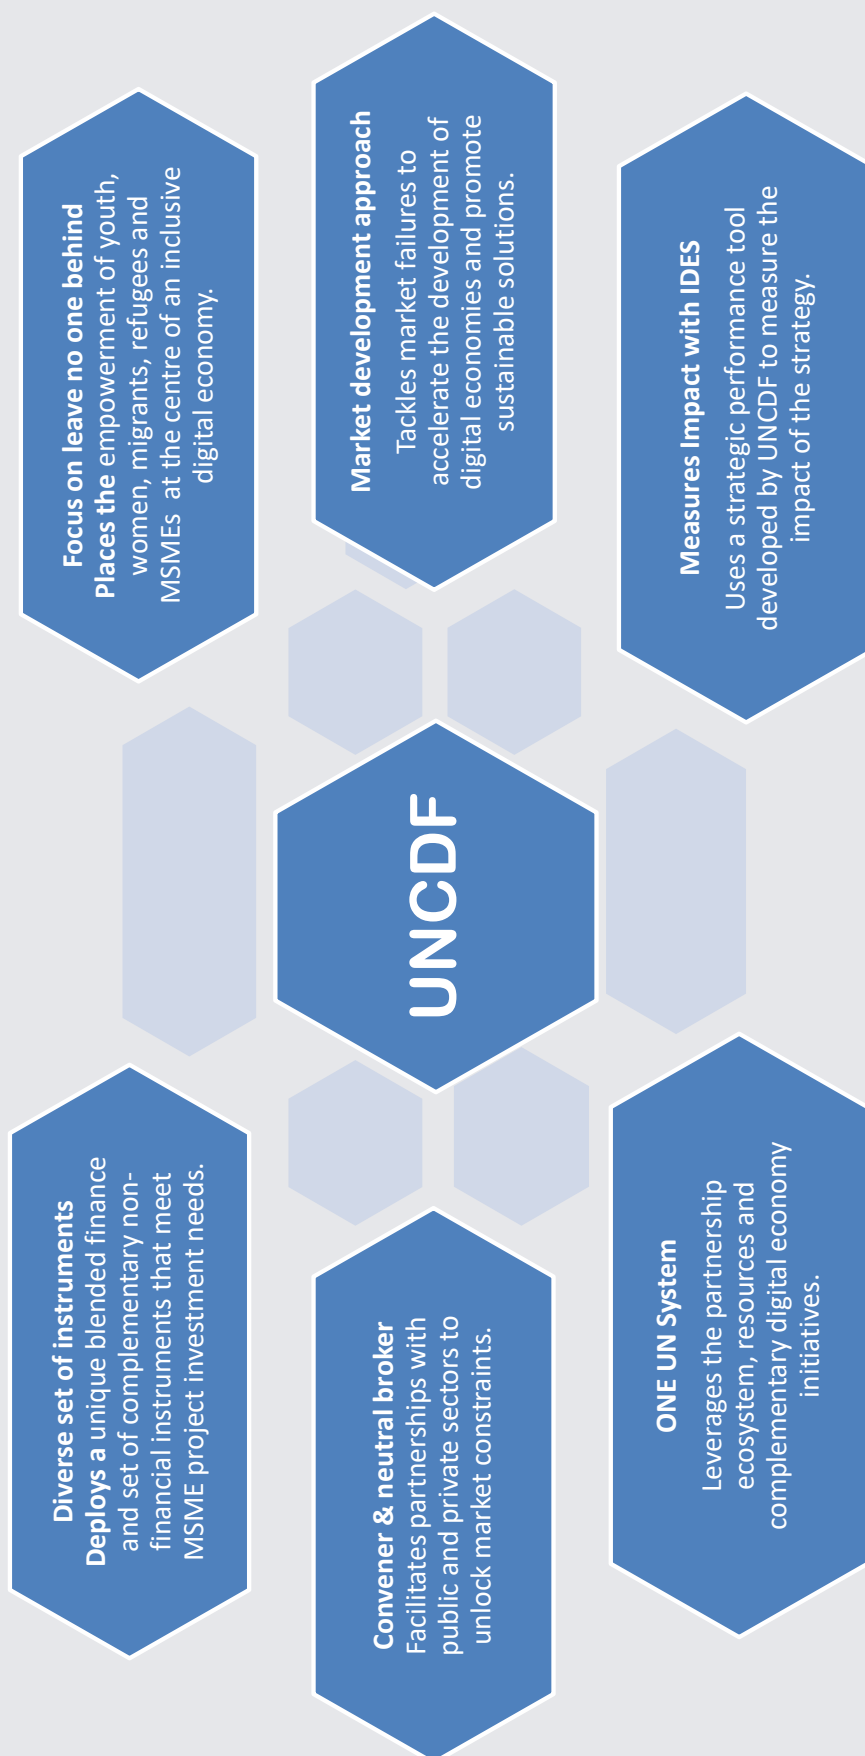 Diverse set of instruments
Deploys a unique blended finance
and set of complementary non-
financial instruments that meet
MSME project investment needs.
Focus on leave no one behind
Places the empowerment of youth,
women, migrants, refugees and
MSMEs at the centre of an inclusive
digital economy.
Convener & neutral broker
Facilitates partnerships with
public and private sectors to
unlock market constraints.
UNCDF
Market development approach
Tackles market failures to
accelerate the development of
digital economies and promote
sustainable solutions.
ONE UN System
Leverages the partnership
ecosystem, resources and
complementary digital economy
initiatives.
Measures Impact with IDES
Uses a strategic performance tool
developed by UNCDF to measure the
impact of the strategy.